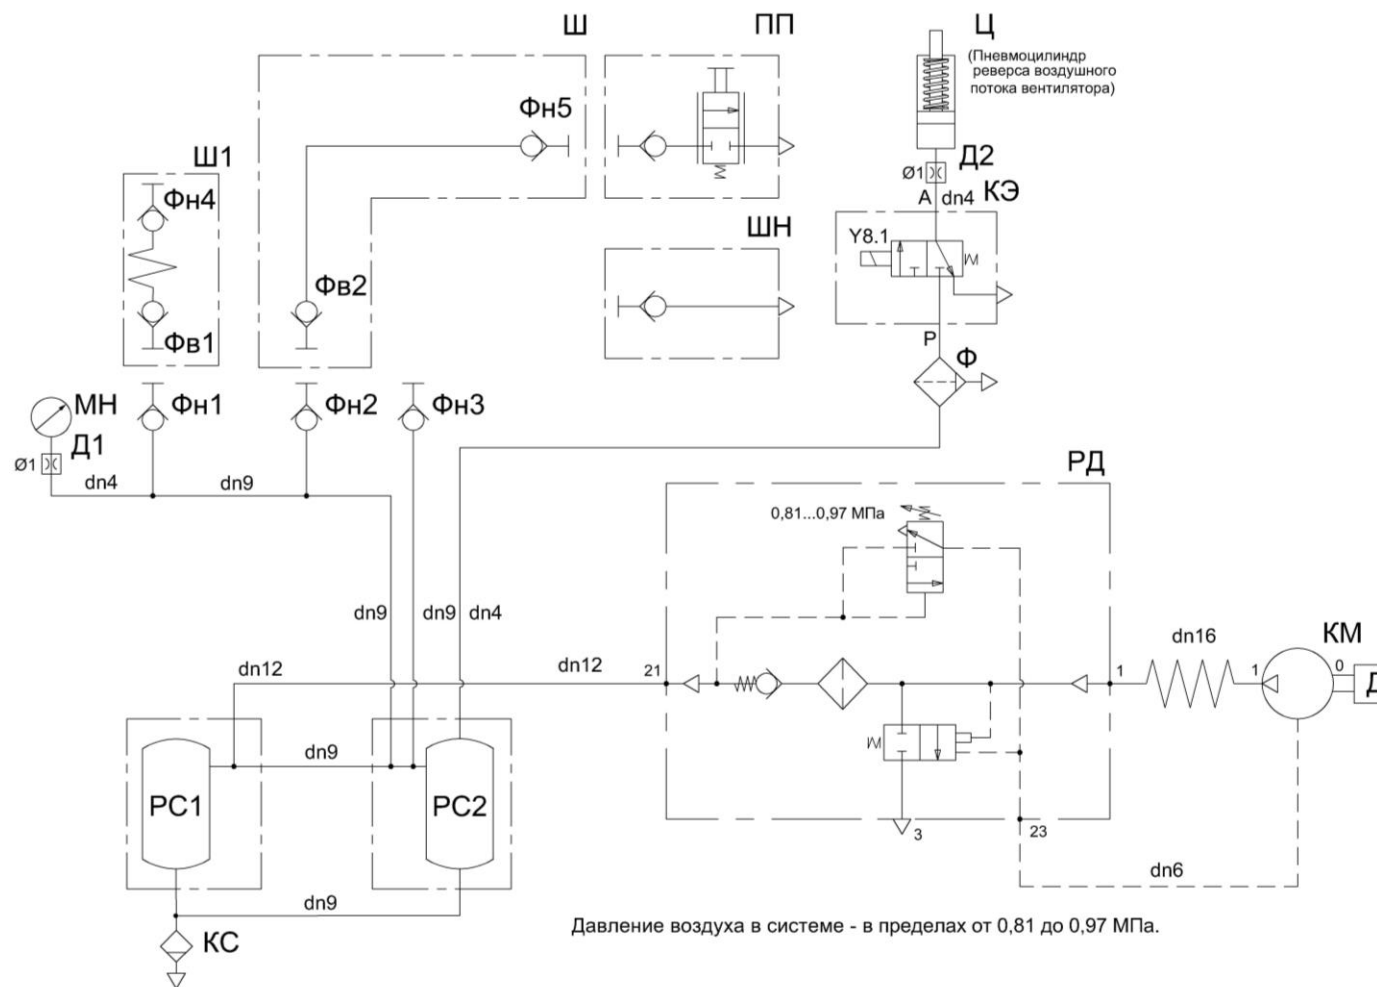 Ш
ПП
Ц
(Пневмоцилиндр
реверса воздушного
потока вентилятора)
Фн5
Ш1
Фн4
Ø1
Д2
A
dn4
КЭ
Y8.1
ШН
Фв2
Фв1
P
Ф
МН
Фн1
Фн2
Фн3
Д1
Ø1
dn4
dn9
РД
0,81...0,97 МПа
dn9
dn9
dn4
dn16
КМ
dn12
dn12
21
1
1
0
Д
dn9
РС1
РС2
3
23
dn6
dn9
КС
Давление воздуха в системе - в пределах от 0,81 до 0,97 МПа.